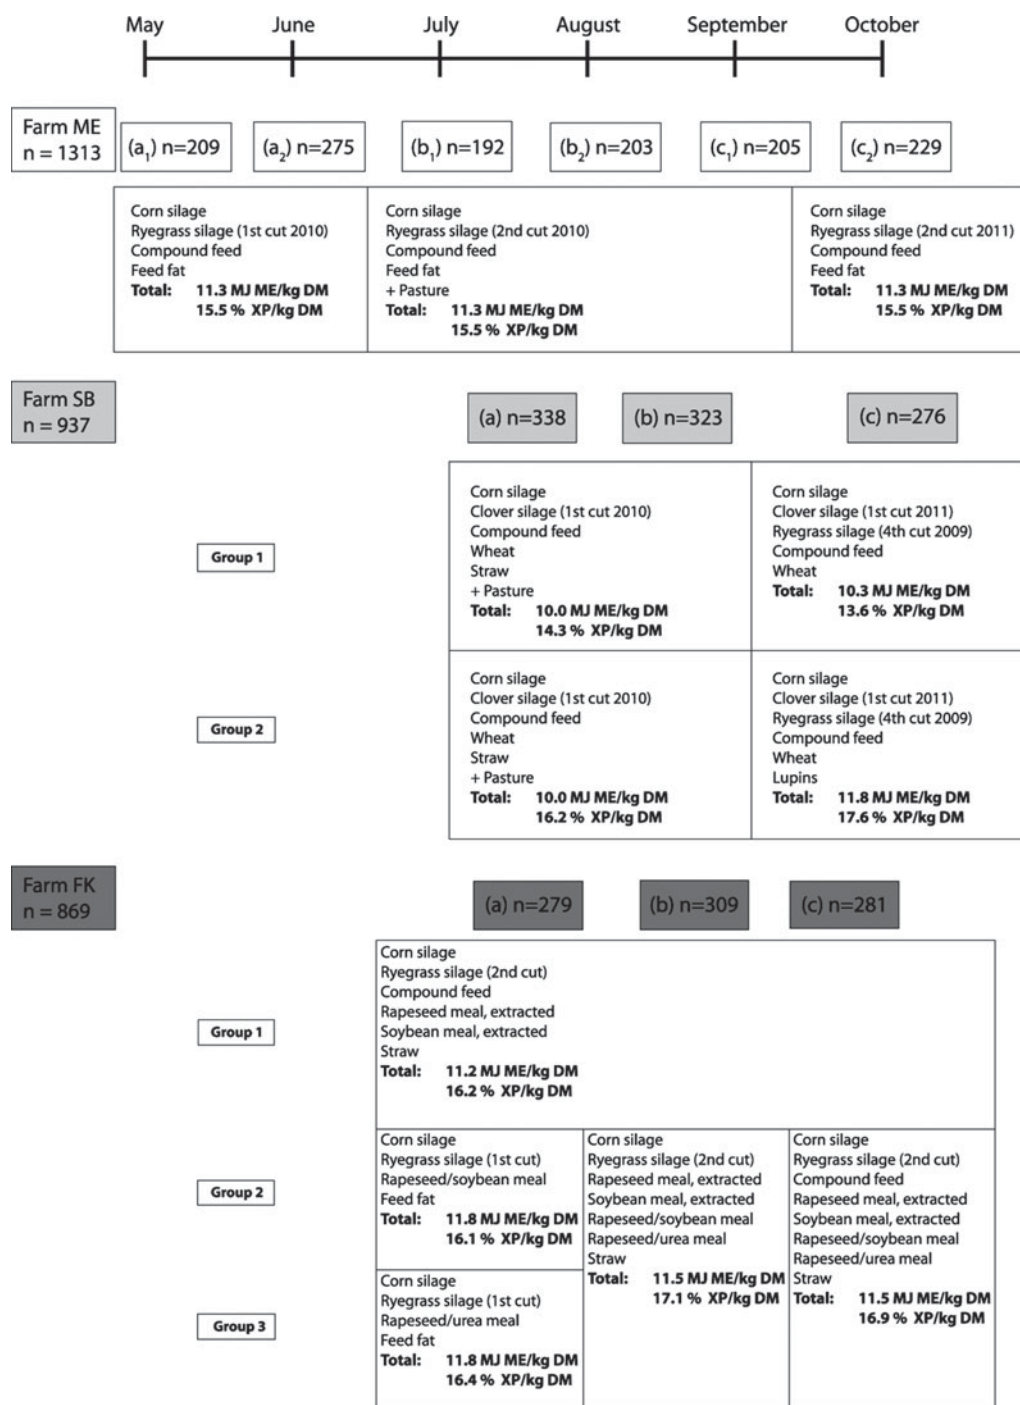 May June July August September October
Farm ME
n = 1313
(a1) n=209
(a2) n=275
(b1) n=192
(b2) n=203
(c1) n=205
(c2) n=229
Corn silage
Ryegrass silage (1st cut 2010)
Compound feed
Feed fat
Total: 11.3 MJ ME/kg DM
15.5 % XP/kg DM
Corn silage
Ryegrass silage (2nd cut 2010)
Compound feed
Feed fat
+ Pasture
Total: 11.3 MJ ME/kg DM
15.5 % XP/kg DM
Corn silage
Ryegrass silage (2nd cut 2011)
Compound feed
Feed fat
Total: 11.3 MJ ME/kg DM
15.5 % XP/kg DM
Farm SB
n = 937
(a) n=338
(b) n=323
(c) n=276
Group 1
Corn silage
Clover silage (1st cut 2010)
Compound feed
Wheat
Straw
+ Pasture
Total: 10.0 MJ ME/kg DM
14.3 % XP/kg DM
Corn silage
Clover silage (1st cut 2011)
Ryegrass silage (4th cut 2009)
Compound feed
Wheat
Total: 10.3 MJ ME/kg DM
13.6 % XP/kg DM
Group 2
Corn silage
Clover silage (1st cut 2010)
Compound feed
Wheat
Straw
+ Pasture
Total: 10.0 MJ ME/kg DM
16.2 % XP/kg DM
Corn silage
Clover silage (1st cut 2011)
Ryegrass silage (4th cut 2009)
Compound feed
Wheat
Lupins
Total: 11.8 MJ ME/kg DM
17.6 % XP/kg DM
Farm FK
n = 869
(a) n=279
(b) n=309
(c) n=281
Group 1
Corn silage
Ryegrass silage (2nd cut)
Compound feed
Rapeseed meal, extracted
Soybean meal, extracted
Straw
Total: 11.2 MJ ME/kg DM
16.2 % XP/kg DM
Group 2
Corn silage
Ryegrass silage (1st cut)
Rapeseed/soybean meal
Feed fat
Total: 11.8 MJ ME/kg DM
16.1 % XP/kg DM
Corn silage
Ryegrass silage (2nd cut)
Rapeseed meal, extracted
Soybean meal, extracted
Rapeseed/soybean meal
Rapeseed/urea meal
Straw
Total: 11.5 MJ ME/kg DM
17.1 % XP/kg DM
Corn silage
Ryegrass silage (2nd cut)
Compound feed
Rapeseed meal, extracted
Soybean meal, extracted
Rapeseed/soybean meal
Rapeseed/urea meal
Straw
Total: 11.5 MJ ME/kg DM
16.9 % XP/kg DM
Group 3
Corn silage
Ryegrass silage (1st cut)
Rapeseed/urea meal
Feed fat
Total: 11.8 MJ ME/kg DM
16.4 % XP/kg DM